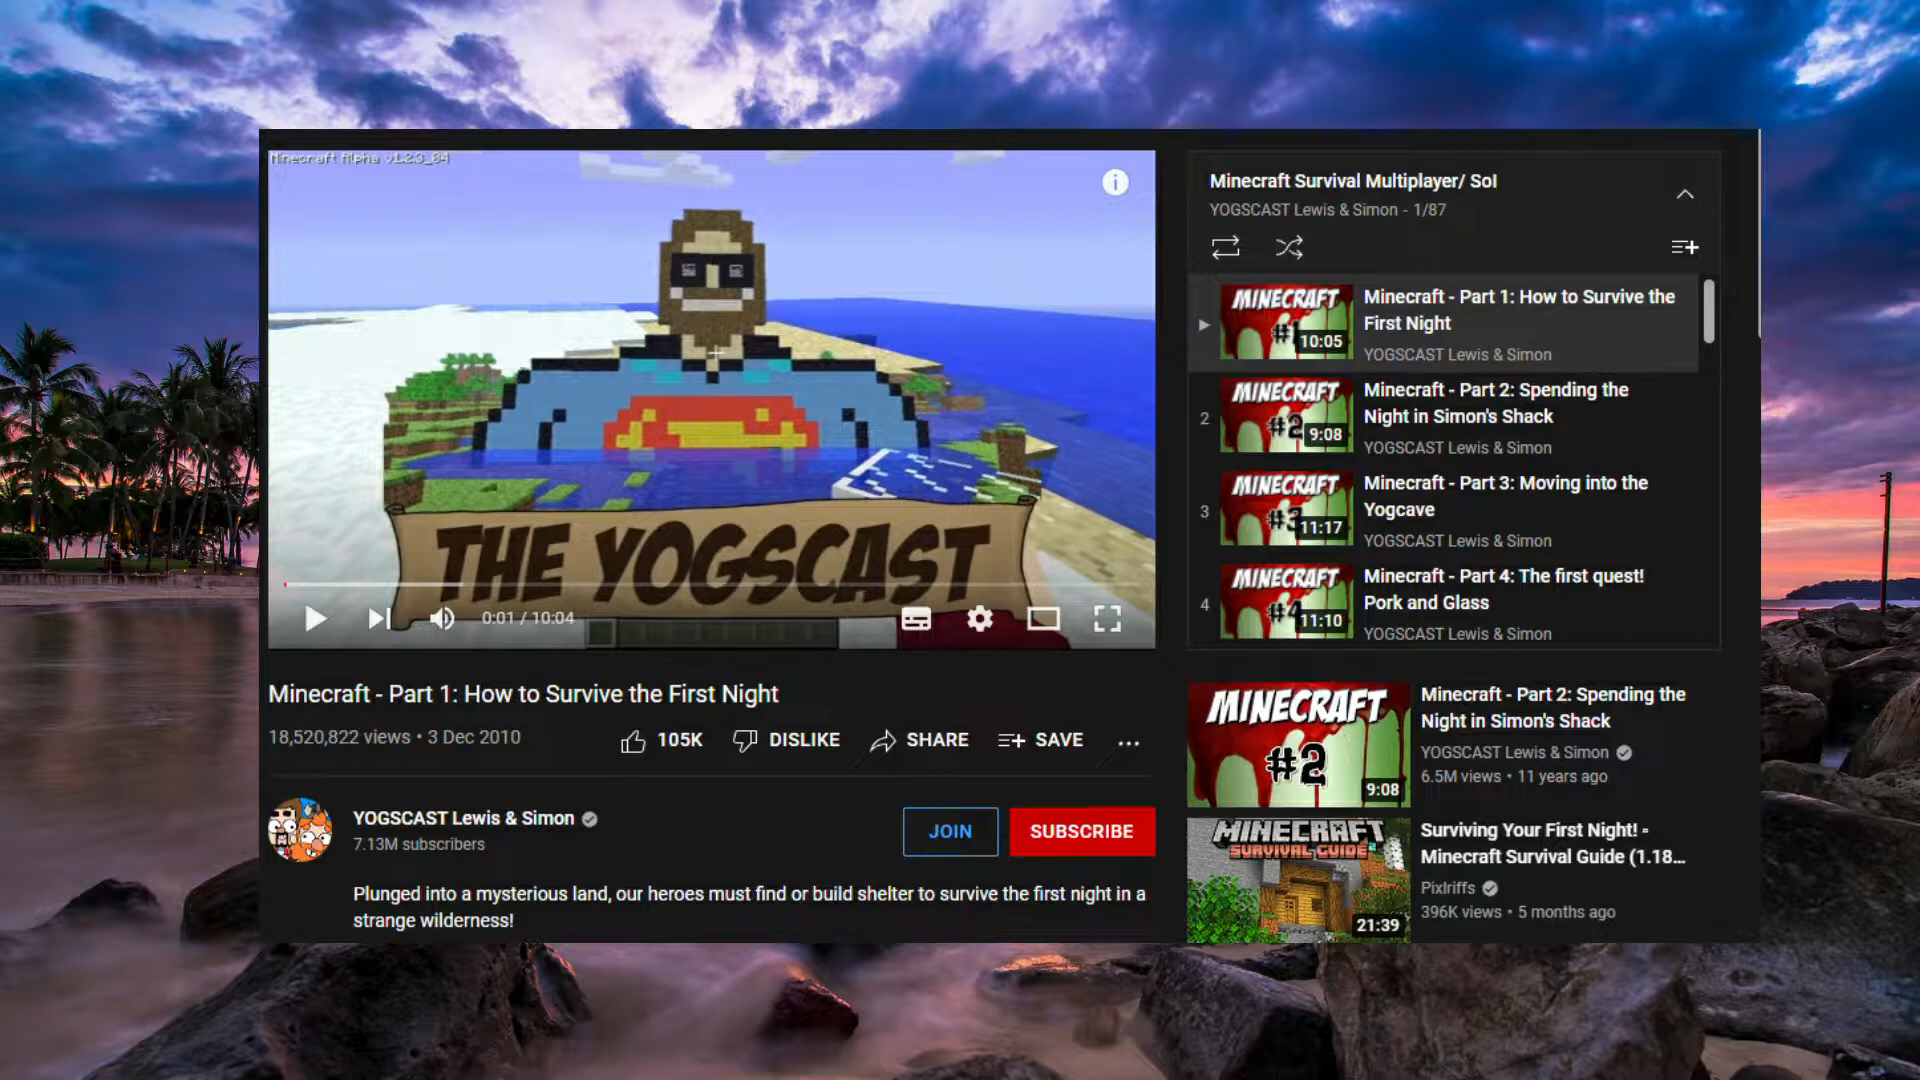 Minecraft Alpha v1.2.3_04
THE YOGSCAST
0:01 / 10:04
Minecraft - Part 1: How to Survive the First Night
18,520,822 views • 3 Dec 2010
105K
DISLIKE
SHARE
SAVE
YOGSCAST Lewis & Simon
7.13M subscribers
JOIN
SUBSCRIBE
Plunged into a mysterious land, our heroes must find or build shelter to survive the first night in a
strange wilderness!
Minecraft Survival Multiplayer/ SoI
YOGSCAST Lewis & Simon - 1/87
MINECRAFT
#1
10:05
Minecraft - Part 1: How to Survive the
First Night
YOGSCAST Lewis & Simon
2
MINECRAFT
#2
9:08
Minecraft - Part 2: Spending the
Night in Simon's Shack
YOGSCAST Lewis & Simon
3
MINECRAFT
#3
11:17
Minecraft - Part 3: Moving into the
Yogcave
YOGSCAST Lewis & Simon
4
MINECRAFT
#4
11:10
Minecraft - Part 4: The first quest!
Pork and Glass
YOGSCAST Lewis & Simon
MINECRAFT
#2
9:08
Minecraft - Part 2: Spending the
Night in Simon's Shack
YOGSCAST Lewis & Simon
6.5M views • 11 years ago
MINECRAFT
SURVIVAL GUIDE
21:39
Surviving Your First Night! -
Minecraft Survival Guide (1.18...
Pixlriffs
396K views • 5 months ago